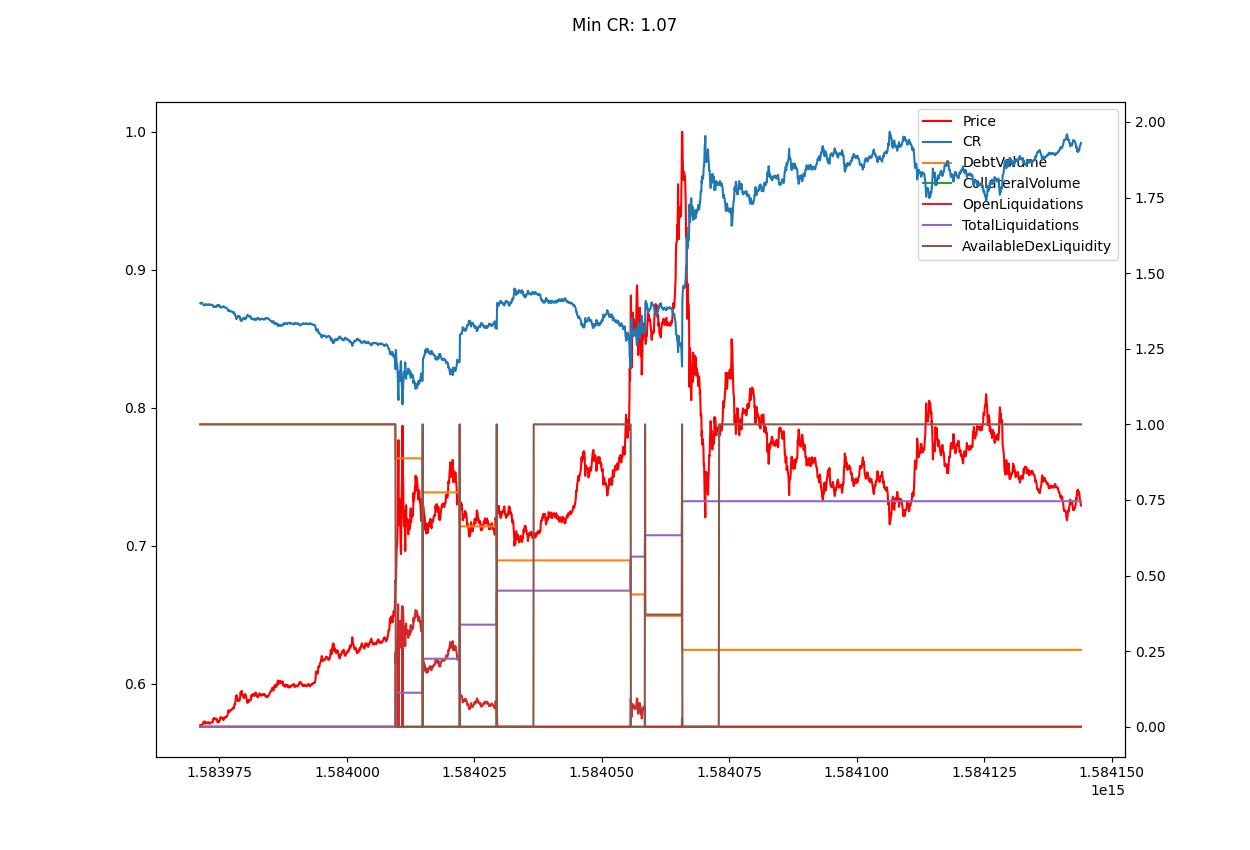 Min CR: 1.07
1.0
0.9
0.8
0.7
0.6
2.00
1.75
1.50
1.25
1.00
0.75
0.50
0.25
0.00
Price
CR
DebtVolume
CollateralVolume
OpenLiquidations
TotalLiquidations
AvailableDexLiquidity
1.583975 1.584000 1.584025 1.584050 1.584075 1.584100 1.584125 1.584150
1e15